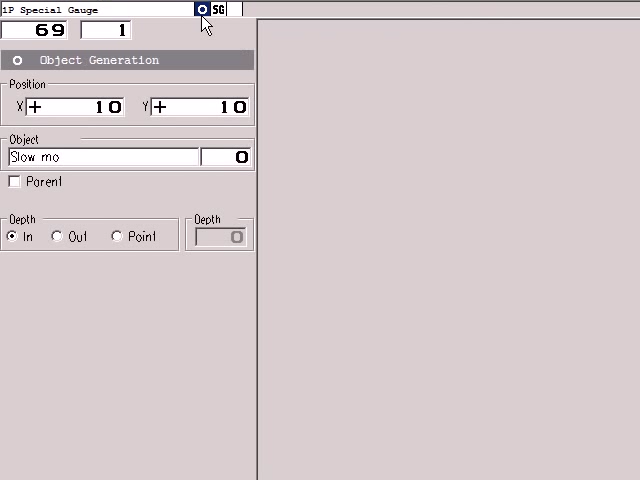 1P Special Gauge SG
69 1
Object Generation
Position
X + 10 Y + 10
Object
Slow mo 0
Parent
Depth Depth
In Out Point 0